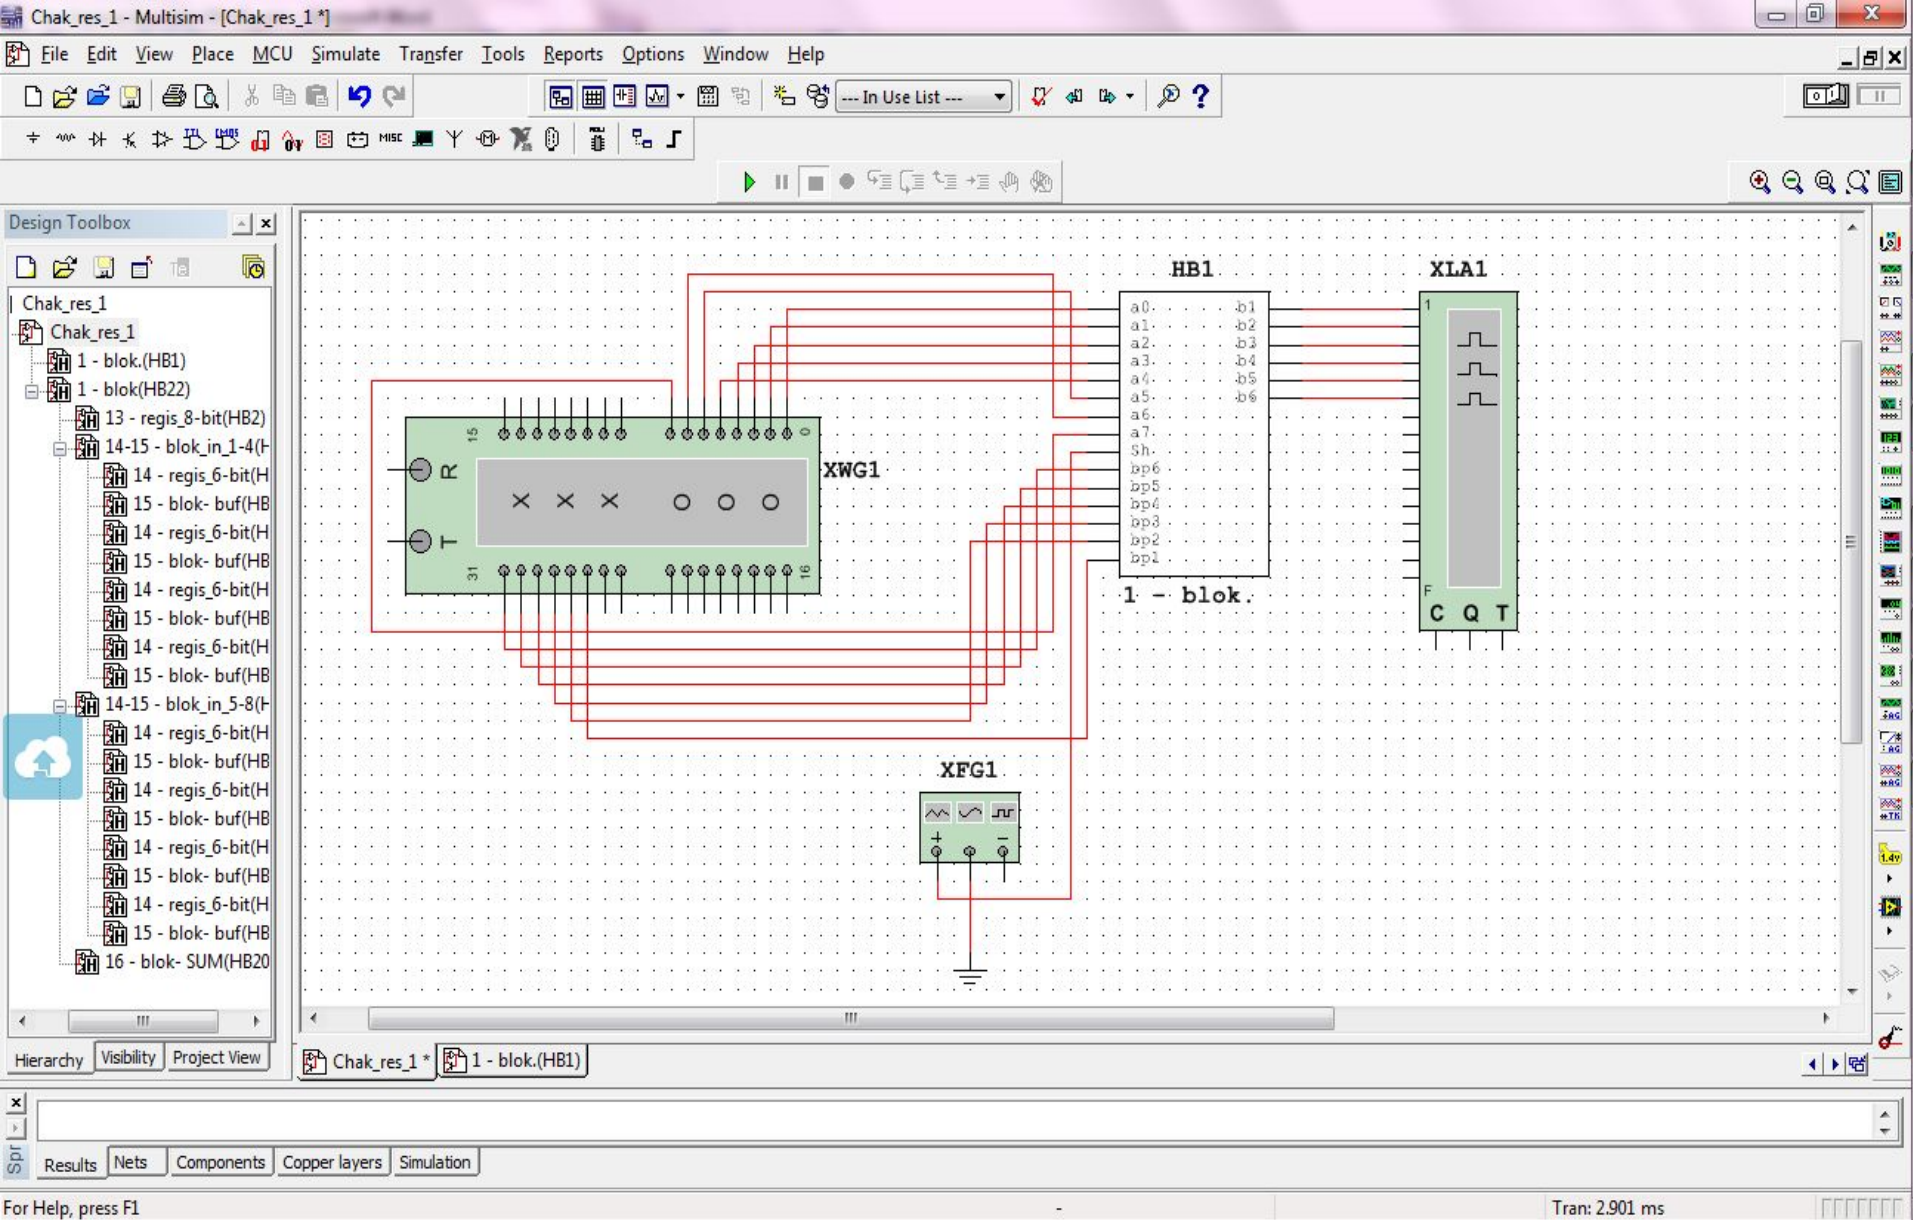 Chak_res_1 - Multisim - [Chak_res_1 *]
File Edit View Place MCU Simulate Transfer Tools Reports Options Window Help
--- In Use List ---
MISC
Design Toolbox
Chak_res_1
Chak_res_1
1 - blok.(HB1)
1 - blok(HB22)
13 - regis_8-bit(HB2)
14-15 - blok_in_1-4(H
14 - regis_6-bit(H
15 - blok- buf(HB
14 - regis_6-bit(H
15 - blok- buf(HB
14 - regis_6-bit(H
15 - blok- buf(HB
14 - regis_6-bit(H
15 - blok- buf(HB
14-15 - blok_in_5-8(H
14 - regis_6-bit(H
15 - blok- buf(HB
14 - regis_6-bit(H
15 - blok- buf(HB
14 - regis_6-bit(H
15 - blok- buf(HB
14 - regis_6-bit(H
15 - blok- buf(HB
16 - blok- SUM(HB20
Hierarchy Visibility Project View
HB1
XLA1
a0 b1
a1 b2
a2 b3
a3 b4
a4 b5
a5 b6
a6
a7
Sh
bp6
bp5
bp4
bp3
bp2
bp1
1 - blok.
1
F
C Q T
15 0
R
XWG1
X X X O O O
T
31 16
XFG1
+ −
1.4v
Chak_res_1 * 1 - blok.(HB1)
Spr
Results Nets Components Copper layers Simulation
For Help, press F1
-
Tran: 2.901 ms